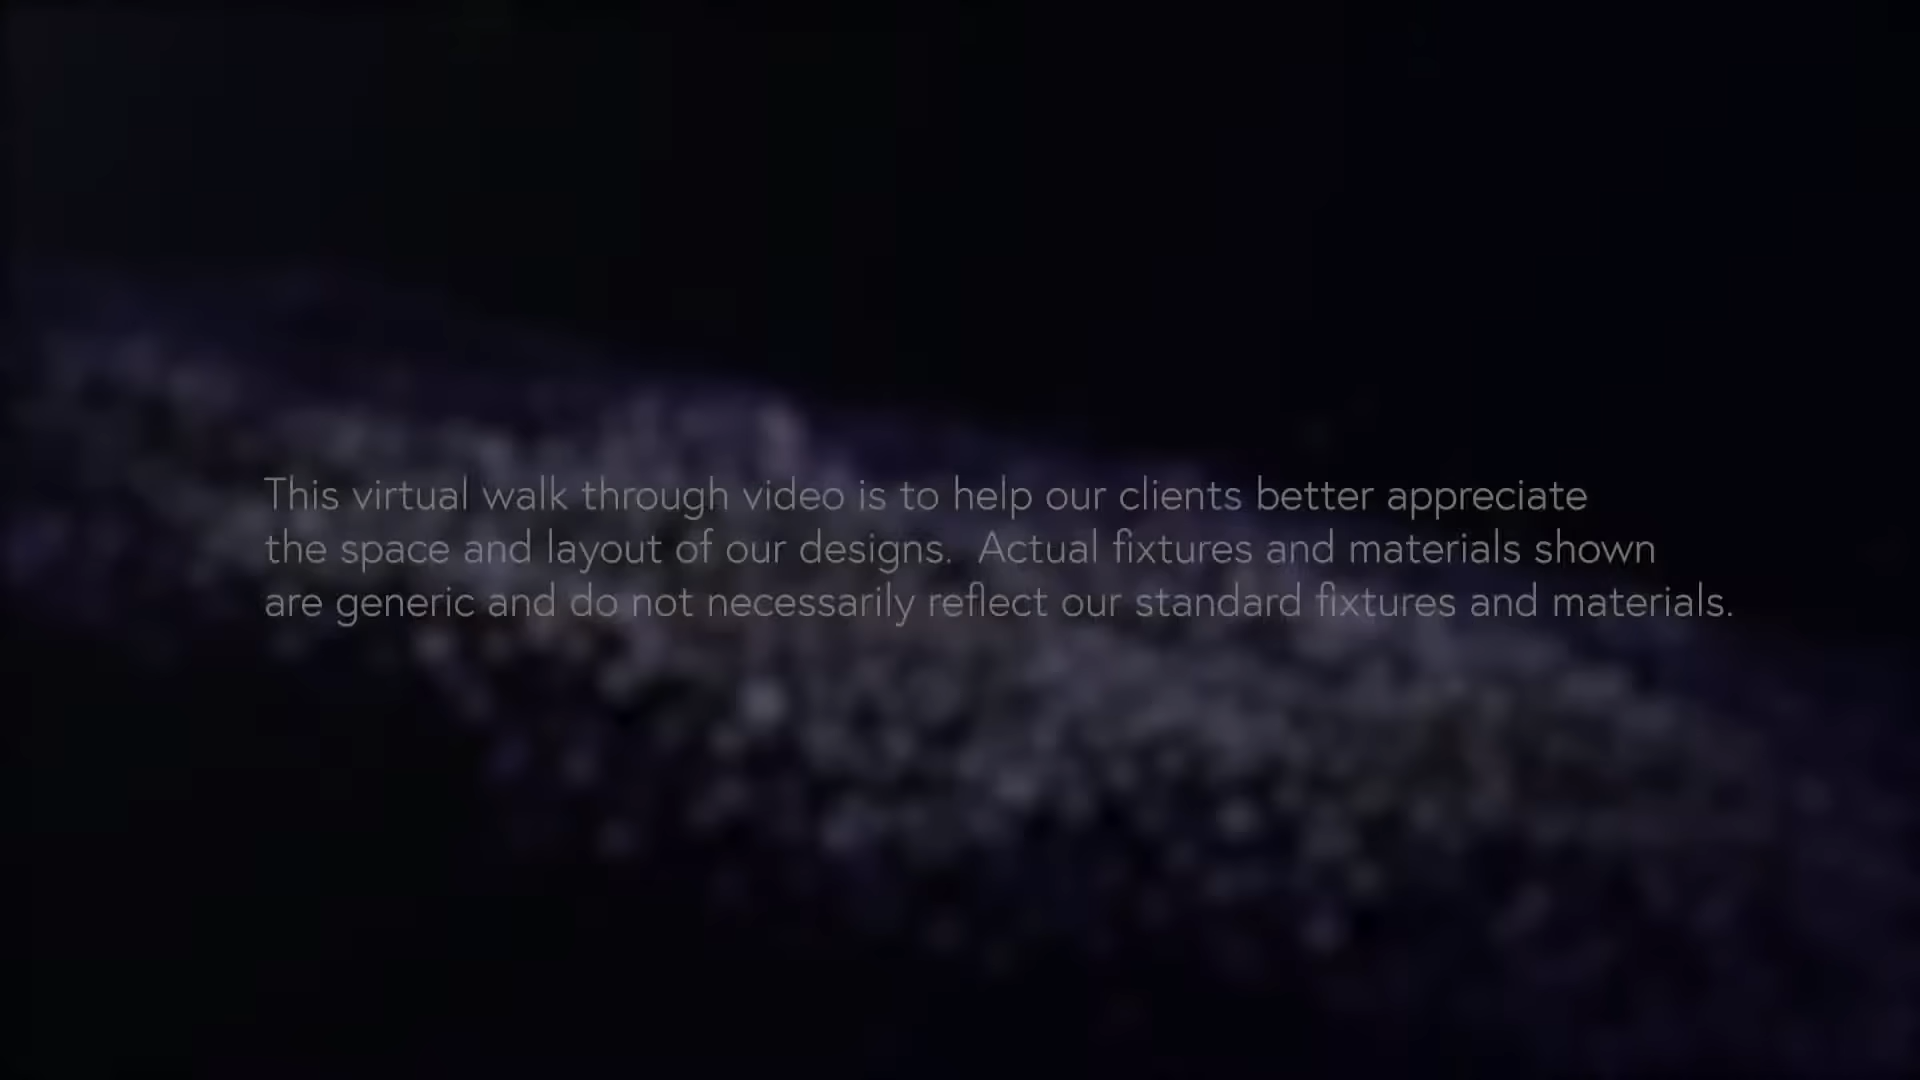 This virtual walk through video is to help our clients better appreciate
the space and layout of our designs.  Actual fixtures and materials shown
are generic and do not necessarily reflect our standard fixtures and materials.